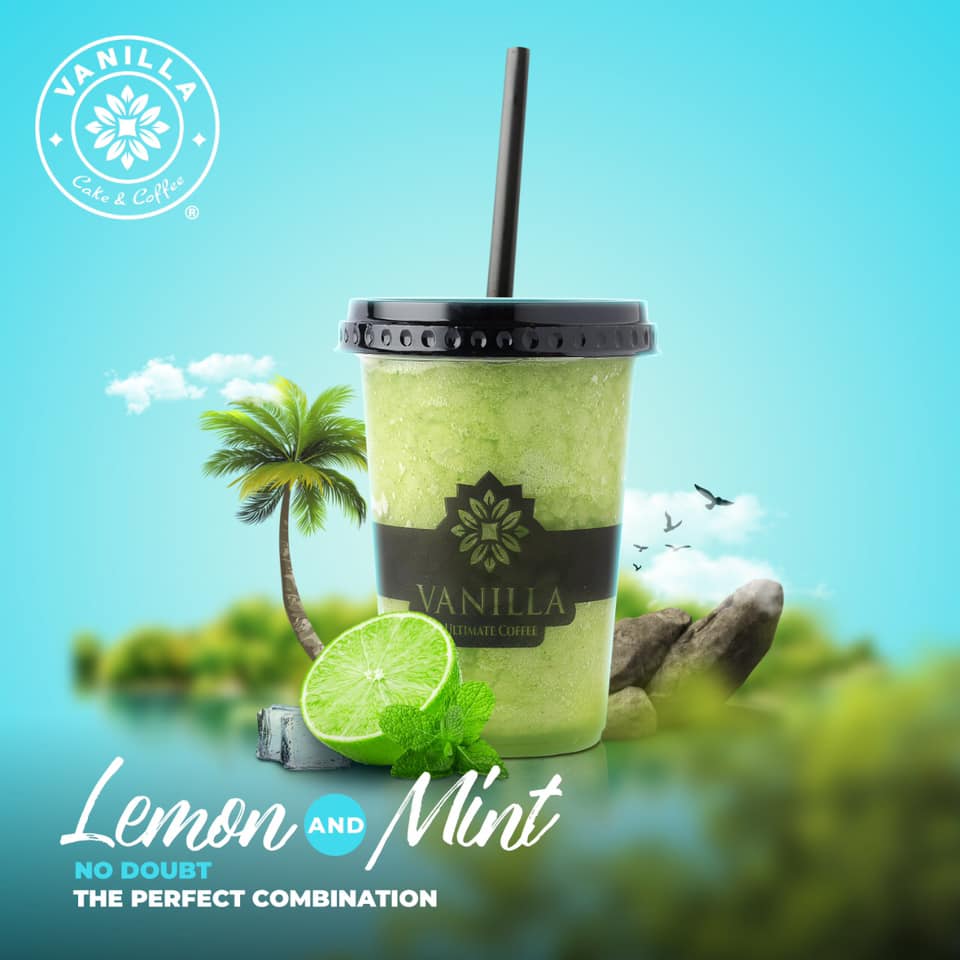 VANILLA
Cake & Coffee
®
VANILLA
ULTIMATE COFFEE
Lemon AND Mint
NO DOUBT
THE PERFECT COMBINATION